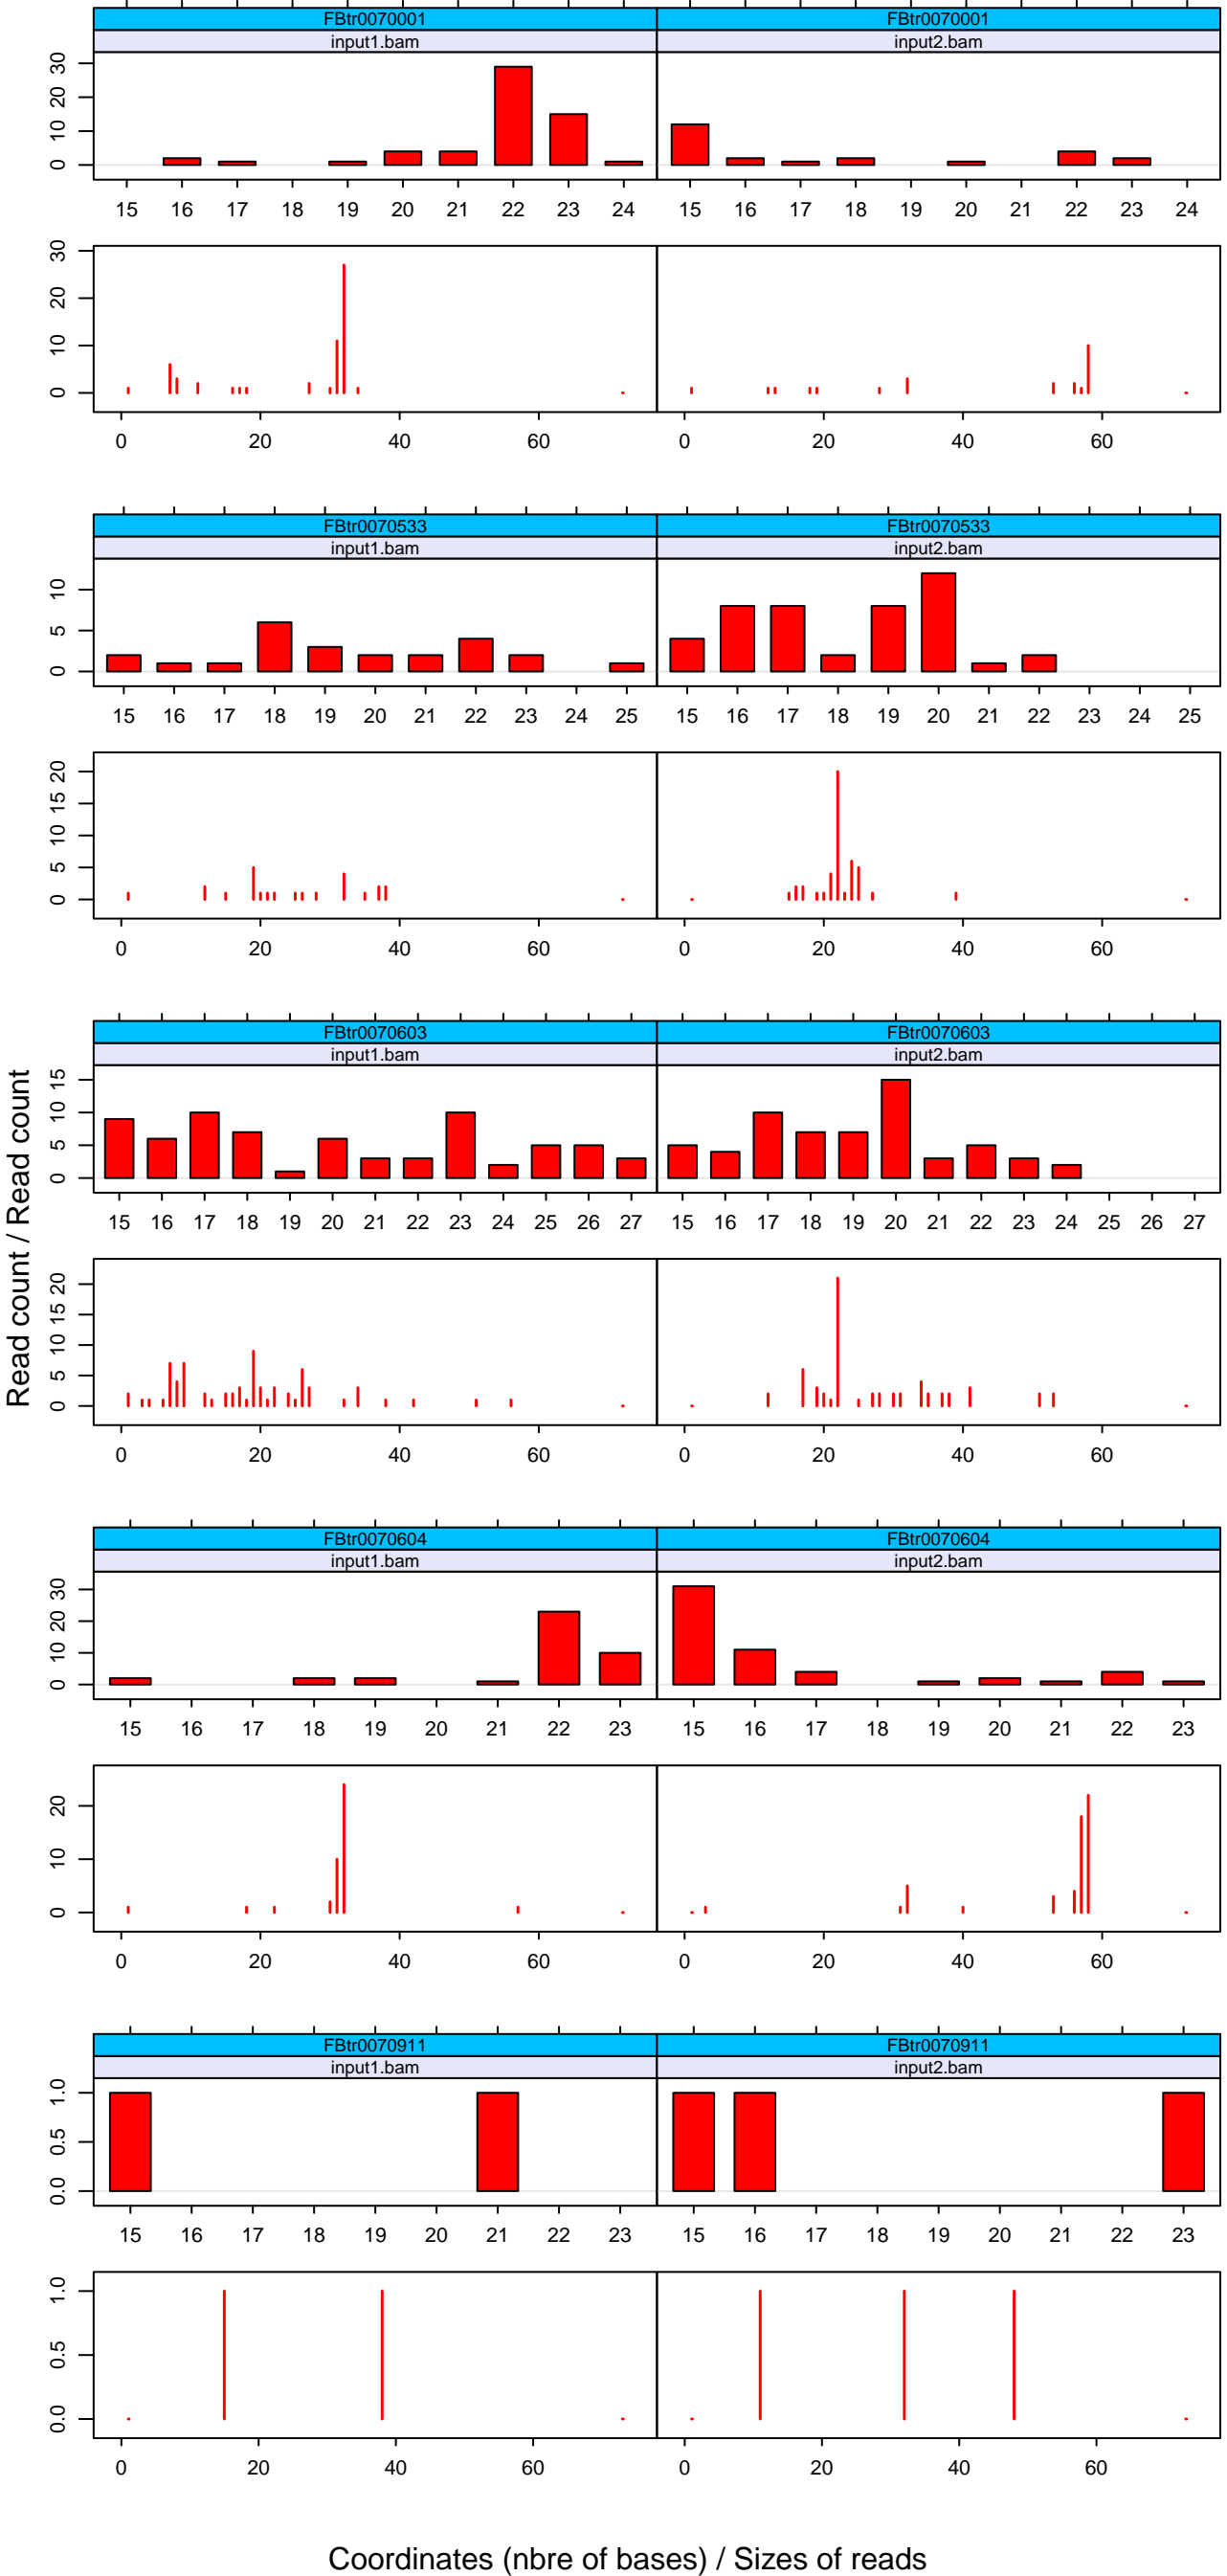 FBtr0070001 FBtr0070001
input1.bam input2.bam
30
20
10
0
15 16 17 18 19 20 21 22 23 24 15 16 17 18 19 20 21 22 23 24
30
20
10
0
0 20 40 60 0 20 40 60
FBtr0070533 FBtr0070533
input1.bam input2.bam
10
5
0
15 16 17 18 19 20 21 22 23 24 25 15 16 17 18 19 20 21 22 23 24 25
20
15
10
5
0
0 20 40 60 0 20 40 60
FBtr0070603 FBtr0070603
input1.bam input2.bam
15
10
5
0
15 16 17 18 19 20 21 22 23 24 25 26 27 15 16 17 18 19 20 21 22 23 24 25 26 27
20
15
10
5
0
0 20 40 60 0 20 40 60
Read count / Read count
FBtr0070604 FBtr0070604
input1.bam input2.bam
30
20
10
0
15 16 17 18 19 20 21 22 23 15 16 17 18 19 20 21 22 23
20
10
0
0 20 40 60 0 20 40 60
FBtr0070911 FBtr0070911
input1.bam input2.bam
1.0
0.5
0.0
15 16 17 18 19 20 21 22 23 15 16 17 18 19 20 21 22 23
1.0
0.5
0.0
0 20 40 60 0 20 40 60
Coordinates (nbre of bases) / Sizes of reads